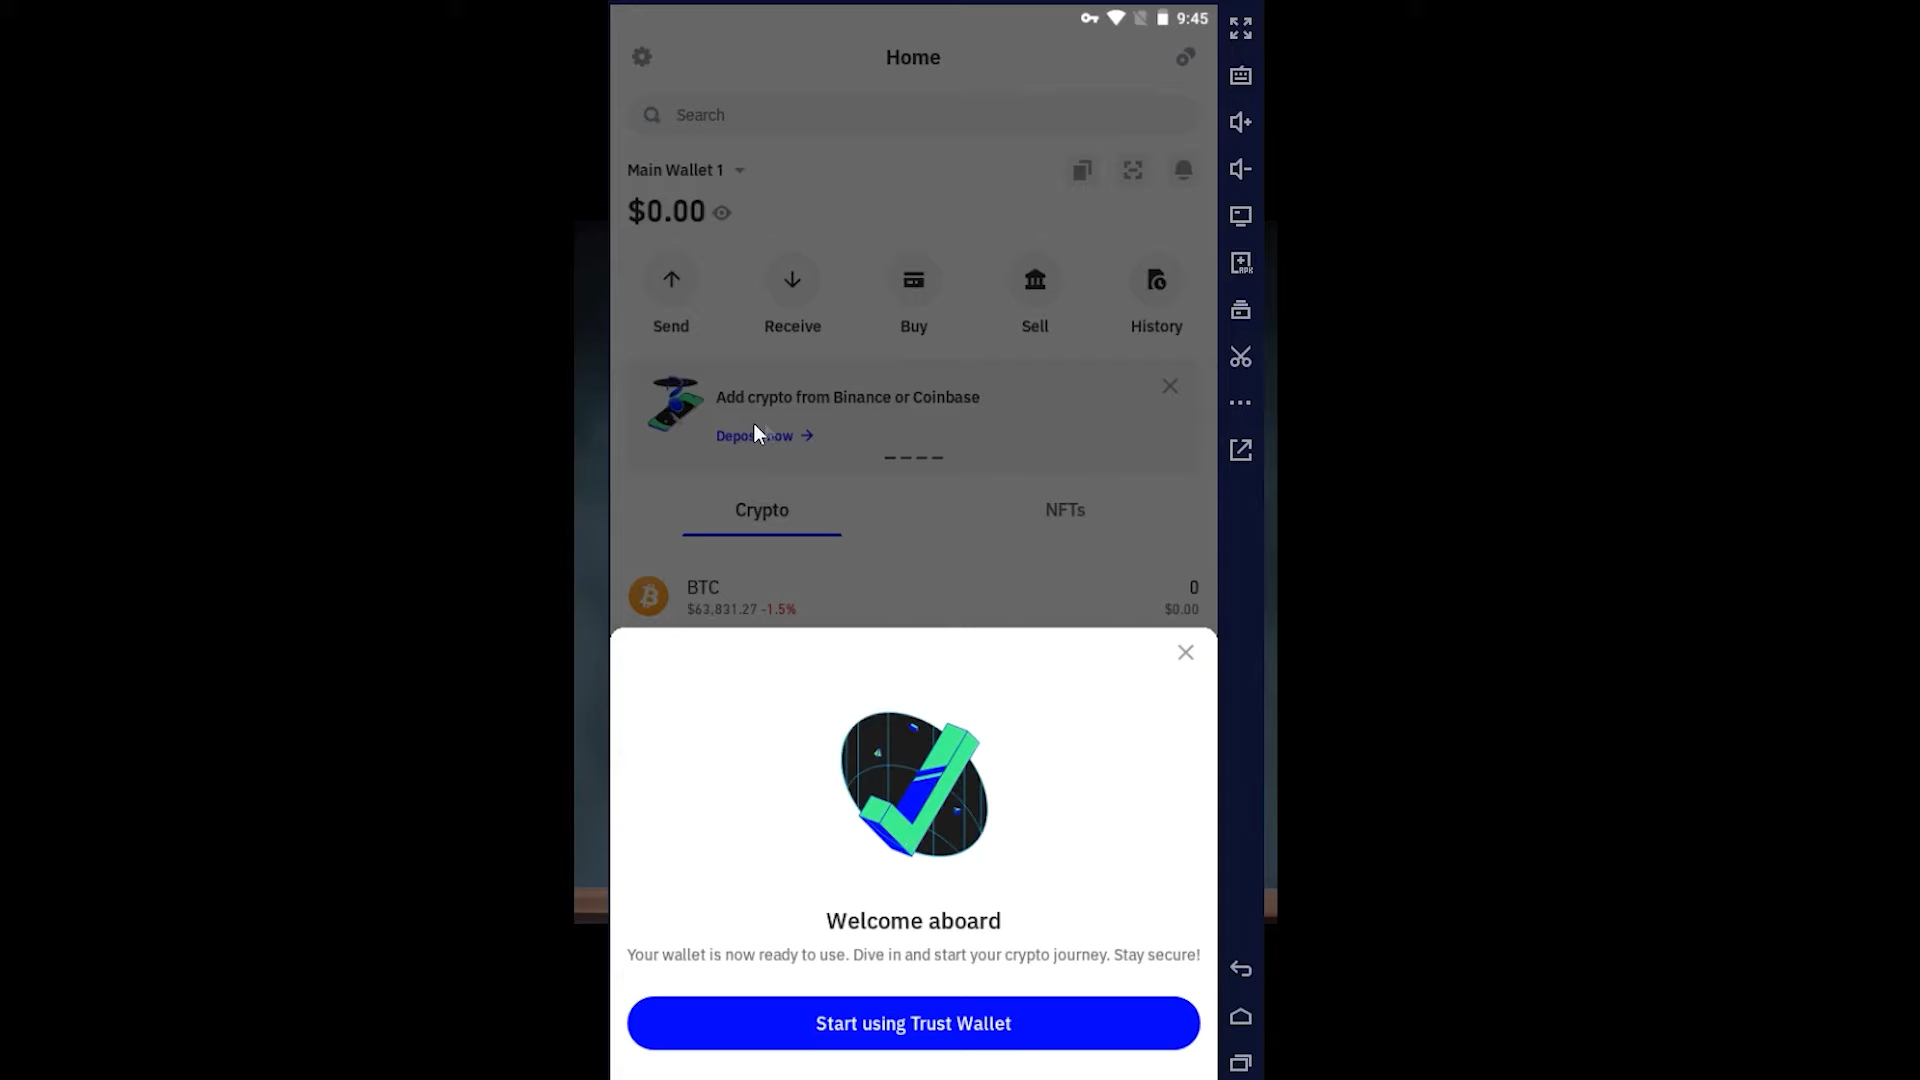 9:45
Home
Search
Main Wallet 1
$0.00
Send Receive Buy Sell History
Add crypto from Binance or Coinbase
Crypto NFTs
BTC 0
$63,831.27 -1.5% $0.00
Welcome aboard
Your wallet is now ready to use. Dive in and start your crypto journey. Stay secure!
Start using Trust Wallet
APK